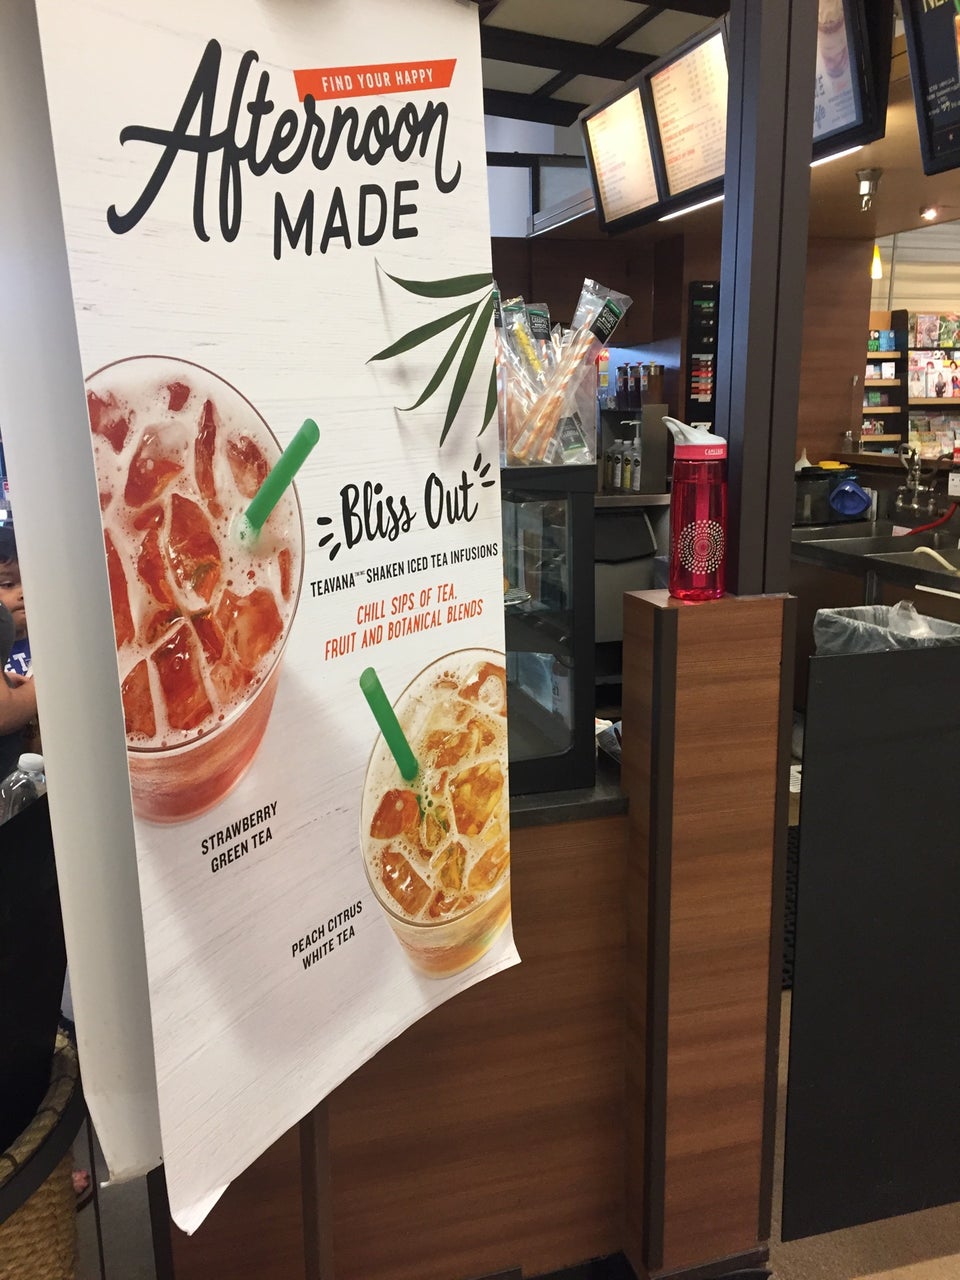 FIND YOUR HAPPY
Afternoon
MADE
Bliss Out
TEAVANA SHAKEN ICED TEA INFUSIONS
CHILL SIPS OF TEA.
FRUIT AND BOTANICAL BLENDS
STRAWBERRY
GREEN TEA
PEACH CITRUS
WHITE TEA
CAMELBAK